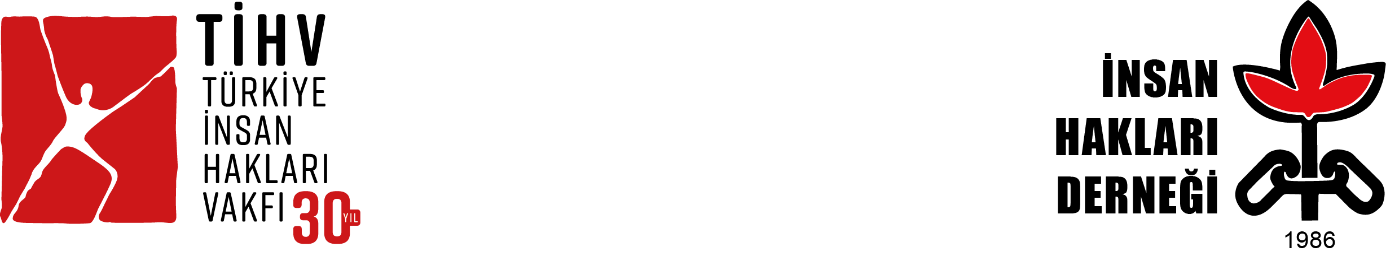 TİHV
TÜRKİYE
İNSAN
HAKLARI
VAKFI
30 YIL
İNSAN
HAKLARI
DERNEĞİ
1986